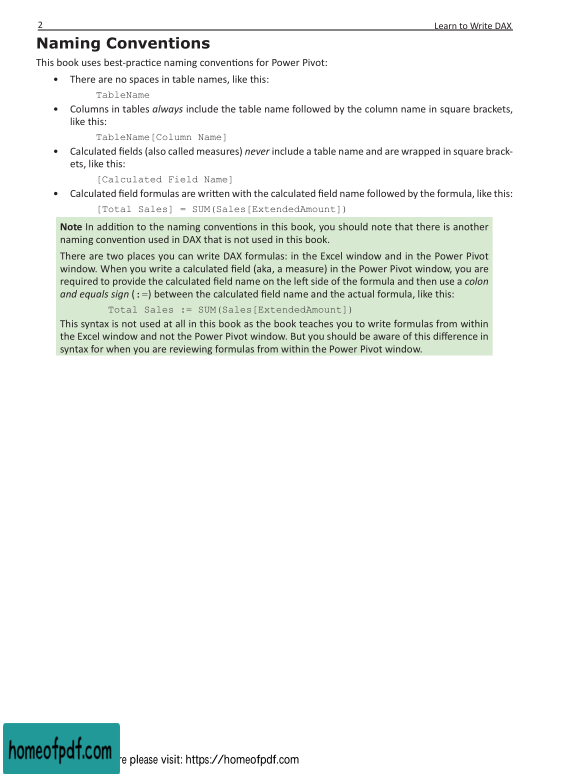 2 Learn to Write DAX
Naming Conventions
This book uses best-practice naming conventions for Power Pivot:
• There are no spaces in table names, like this:
TableName
• Columns in tables always include the table name followed by the column name in square brackets,
like this:
TableName[Column Name]
• Calculated fields (also called measures) never include a table name and are wrapped in square brack-
ets, like this:
[Calculated Field Name]
• Calculated field formulas are written with the calculated field name followed by the formula, like this:
[Total Sales] = SUM(Sales[ExtendedAmount])
Note In addition to the naming conventions in this book, you should note that there is another
naming convention used in DAX that is not used in this book.
There are two places you can write DAX formulas: in the Excel window and in the Power Pivot
window. When you write a calculated field (aka, a measure) in the Power Pivot window, you are
required to provide the calculated field name on the left side of the formula and then use a colon
and equals sign (:=) between the calculated field name and the actual formula, like this:
Total Sales := SUM(Sales[ExtendedAmount])
This syntax is not used at all in this book as the book teaches you to write formulas from within
the Excel window and not the Power Pivot window. But you should be aware of this difference in
syntax for when you are reviewing formulas from within the Power Pivot window.
homeofpdf.com re please visit: https://homeofpdf.com